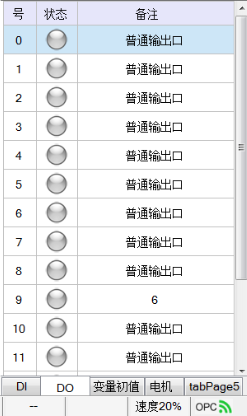 号 状态 备注
0 普通输出口
1 普通输出口
2 普通输出口
3 普通输出口
4 普通输出口
5 普通输出口
6 普通输出口
7 普通输出口
8 普通输出口
9 6
10 普通输出口
11 普通输出口
DI DO 变量初值 电机 tabPage5
-- 速度20% OPC